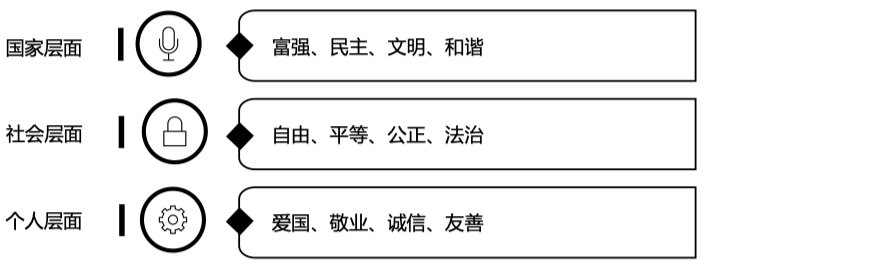 国家层面 富强、民主、文明、和谐
社会层面 自由、平等、公正、法治
个人层面 爱国、敬业、诚信、友善